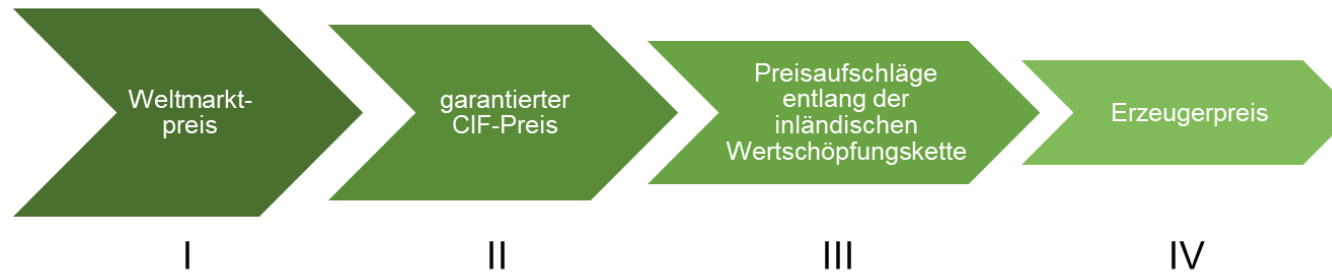 Weltmarkt-
preis
garantierter
CIF-Preis
Preisaufschläge
entlang der
inländischen
Wertschöpfungskette
Erzeugerpreis
I
II
III
IV